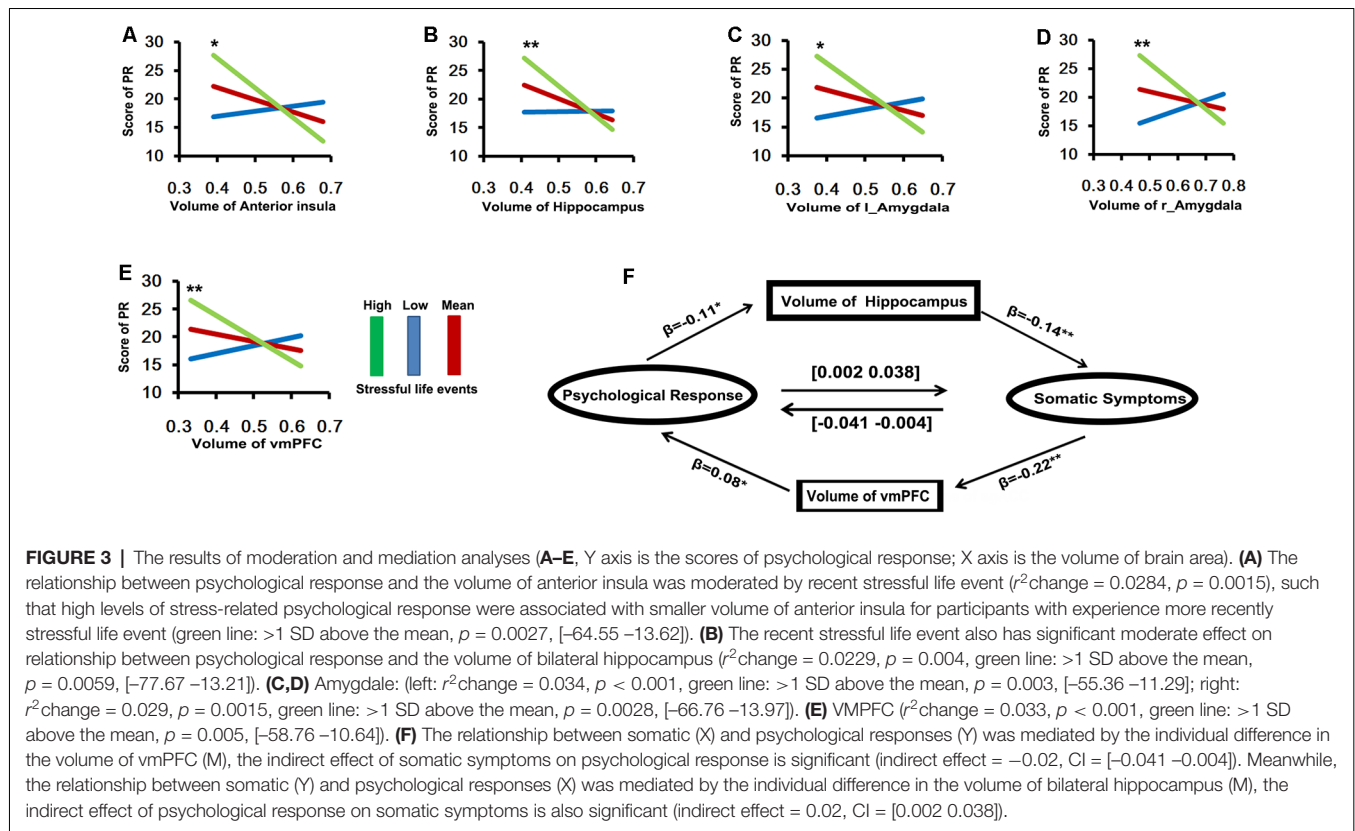 A
30
25
20
15
10
*
Score of PR
0.3 0.4 0.5 0.6 0.7
Volume of Anterior insula
B
30
25
20
15
10
**
Score of PR
0.3 0.4 0.5 0.6 0.7
Volume of Hippocampus
C
30
25
20
15
10
*
Score of PR
0.3 0.4 0.5 0.6 0.7
Volume of l_Amygdala
D
30
25
20
15
10
**
Score of PR
0.3 0.4 0.5 0.6 0.7 0.8
Volume of r_Amygdala
E
30
25
20
15
10
**
Score of PR
0.3 0.4 0.5 0.6 0.7
Volume of vmPFC
High Low Mean
Stressful life events
F
Volume of Hippocampus
β=-0.11*
β=-0.14**
[0.002 0.038]
Psychological Response
Somatic Symptoms
[-0.041 -0.004]
β=0.08*
β=-0.22**
Volume of vmPFC
FIGURE 3 | The results of moderation and mediation analyses (A–E, Y axis is the scores of psychological response; X axis is the volume of brain area). (A) The
relationship between psychological response and the volume of anterior insula was moderated by recent stressful life event (r²change = 0.0284, p = 0.0015), such
that high levels of stress-related psychological response were associated with smaller volume of anterior insula for participants with experience more recently
stressful life event (green line: >1 SD above the mean, p = 0.0027, [–64.55 –13.62]). (B) The recent stressful life event also has significant moderate effect on
relationship between psychological response and the volume of bilateral hippocampus (r²change = 0.0229, p = 0.004, green line: >1 SD above the mean,
p = 0.0059, [–77.67 –13.21]). (C,D) Amygdale: (left: r²change = 0.034, p < 0.001, green line: >1 SD above the mean, p = 0.003, [–55.36 –11.29]; right:
r²change = 0.029, p = 0.0015, green line: >1 SD above the mean, p = 0.0028, [–66.76 –13.97]). (E) VMPFC (r²change = 0.033, p < 0.001, green line: >1 SD
above the mean, p = 0.005, [–58.76 –10.64]). (F) The relationship between somatic (X) and psychological responses (Y) was mediated by the individual difference in
the volume of vmPFC (M), the indirect effect of somatic symptoms on psychological response is significant (indirect effect = −0.02, CI = [–0.041 –0.004]). Meanwhile,
the relationship between somatic (Y) and psychological responses (X) was mediated by the individual difference in the volume of bilateral hippocampus (M), the
indirect effect of psychological response on somatic symptoms is also significant (indirect effect = 0.02, CI = [0.002 0.038]).